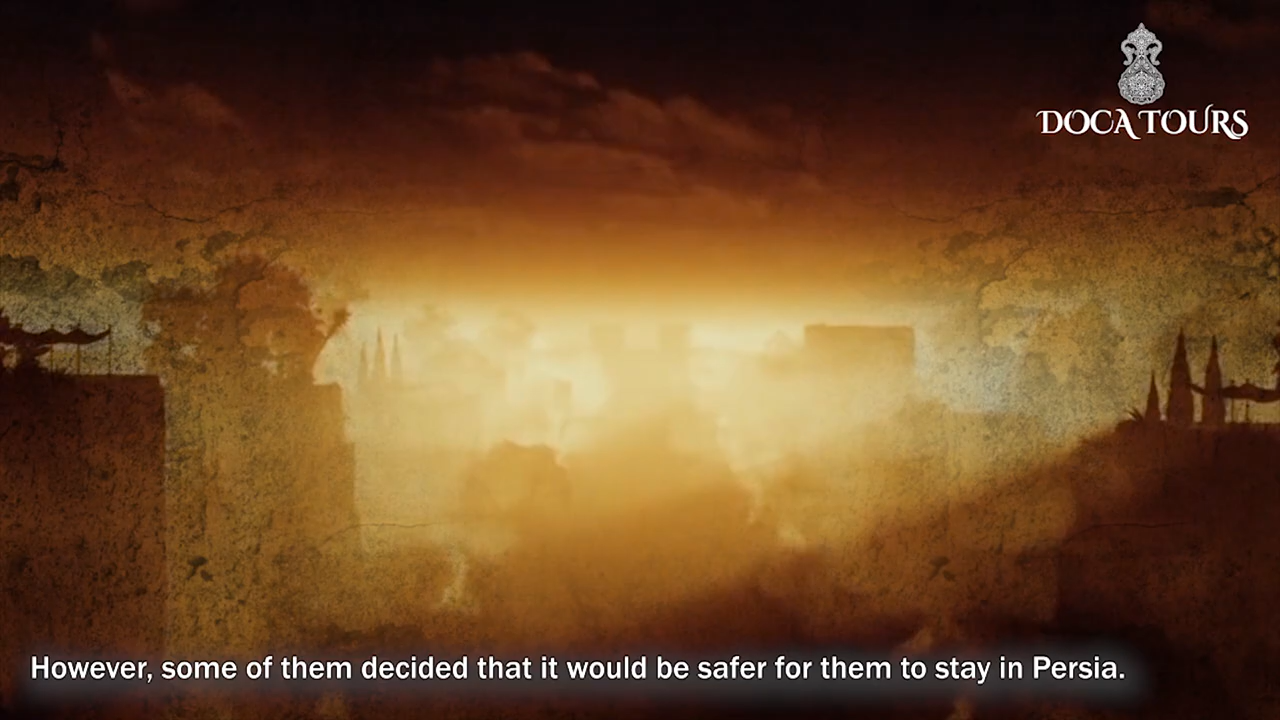 DOCA TOURS
However, some of them decided that it would be safer for them to stay in Persia.